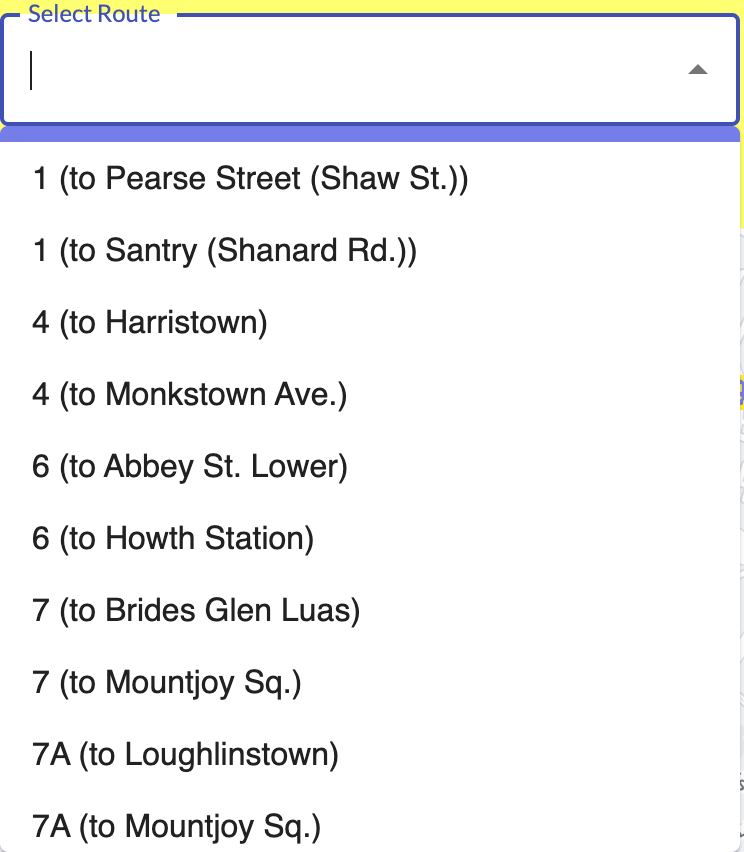 Select Route
1 (to Pearse Street (Shaw St.))
1 (to Santry (Shanard Rd.))
4 (to Harristown)
4 (to Monkstown Ave.)
6 (to Abbey St. Lower)
6 (to Howth Station)
7 (to Brides Glen Luas)
7 (to Mountjoy Sq.)
7A (to Loughlinstown)
7A (to Mountjoy Sq.)